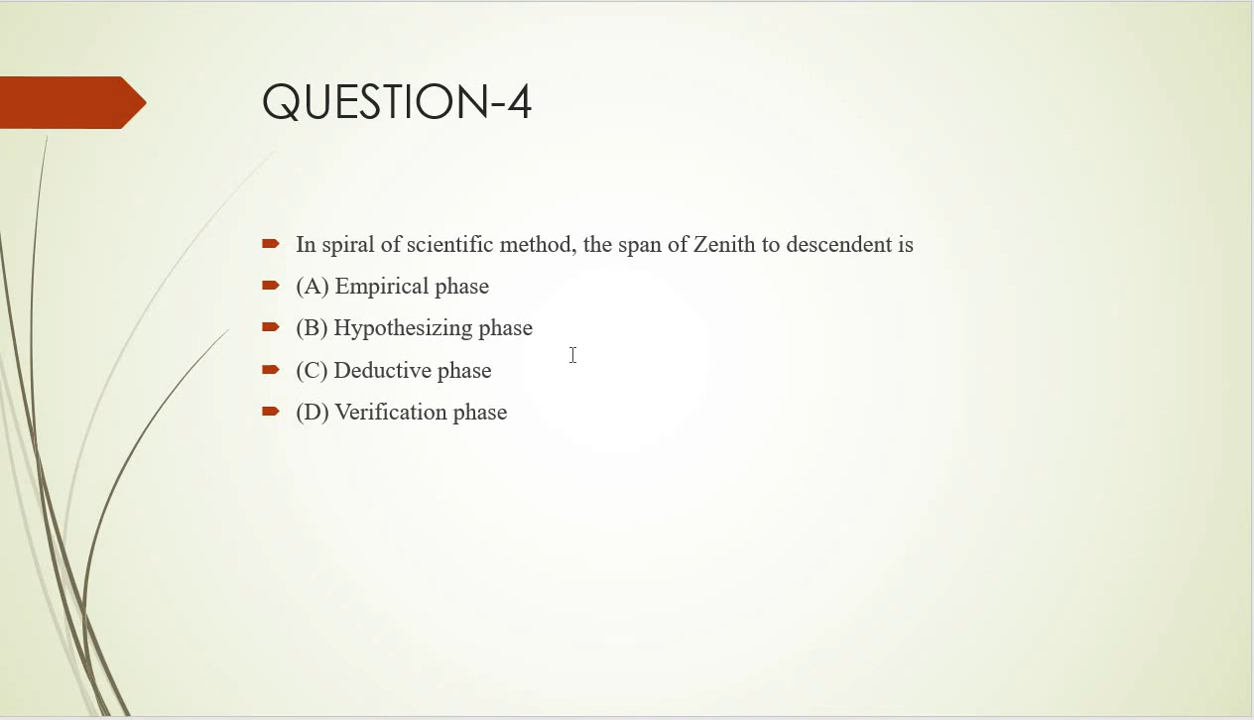 QUESTION-4
In spiral of scientific method, the span of Zenith to descendent is
(A) Empirical phase
(B) Hypothesizing phase
(C) Deductive phase
(D) Verification phase